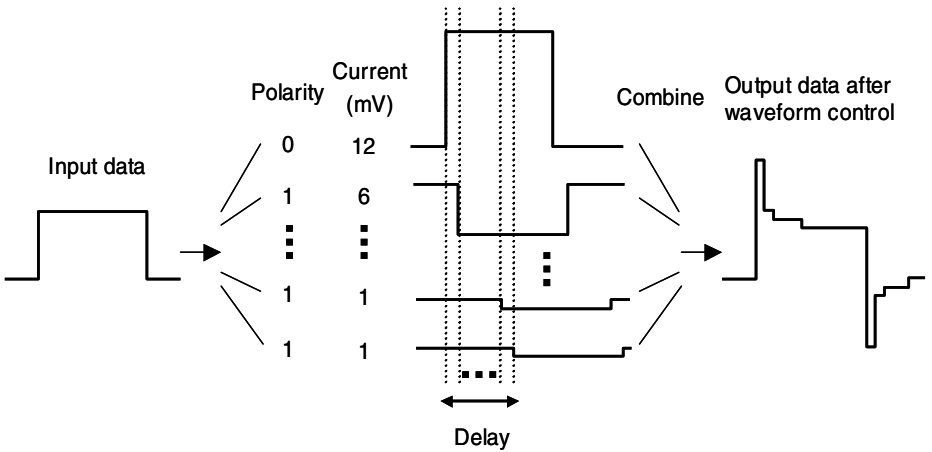 Input data
Polarity
Current
(mV)
0 12
1 6
1 1
1 1
Delay
Combine
Output data after
waveform control